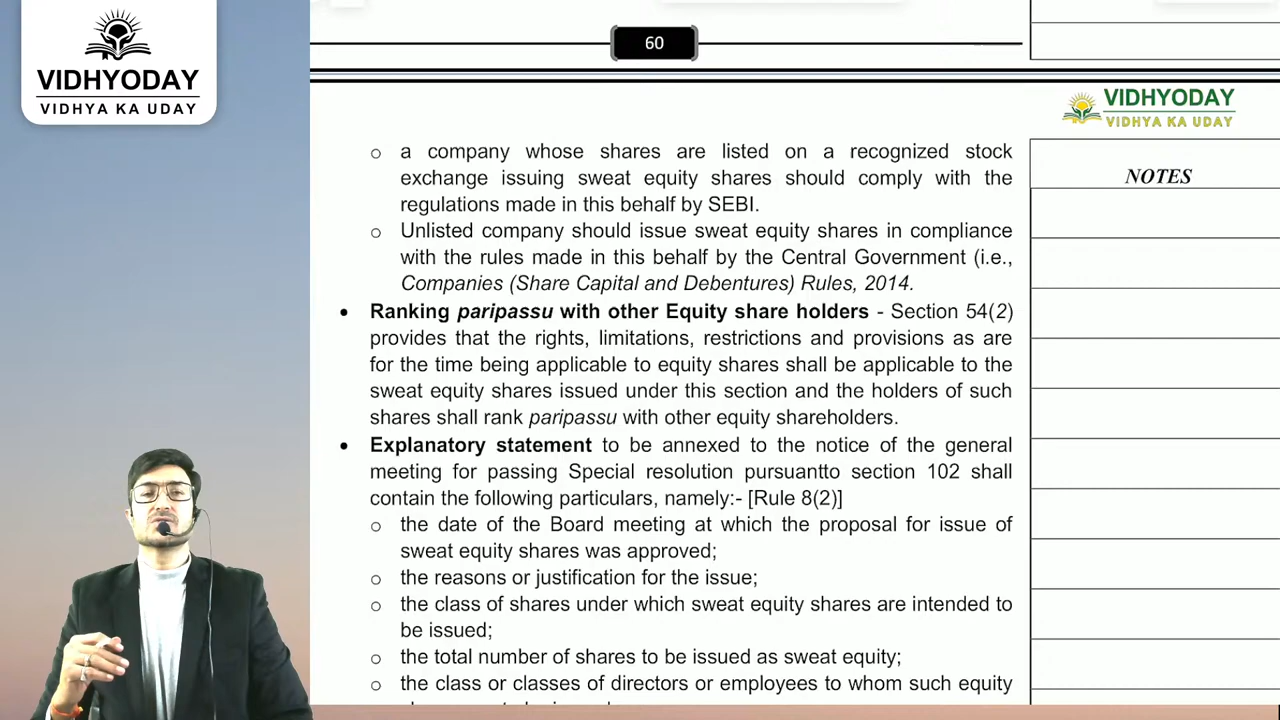 VIDHYODAY
VIDHYA KA UDAY
60
VIDHYODAY
VIDHYA KA UDAY
NOTES
o a company whose shares are listed on a recognized stock
exchange issuing sweat equity shares should comply with the
regulations made in this behalf by SEBI.
o Unlisted company should issue sweat equity shares in compliance
with the rules made in this behalf by the Central Government (i.e.,
Companies (Share Capital and Debentures) Rules, 2014.
• Ranking paripassu with other Equity share holders - Section 54(2)
provides that the rights, limitations, restrictions and provisions as are
for the time being applicable to equity shares shall be applicable to the
sweat equity shares issued under this section and the holders of such
shares shall rank paripassu with other equity shareholders.
• Explanatory statement to be annexed to the notice of the general
meeting for passing Special resolution pursuantto section 102 shall
contain the following particulars, namely:- [Rule 8(2)]
o the date of the Board meeting at which the proposal for issue of
sweat equity shares was approved;
o the reasons or justification for the issue;
o the class of shares under which sweat equity shares are intended to
be issued;
o the total number of shares to be issued as sweat equity;
o the class or classes of directors or employees to whom such equity